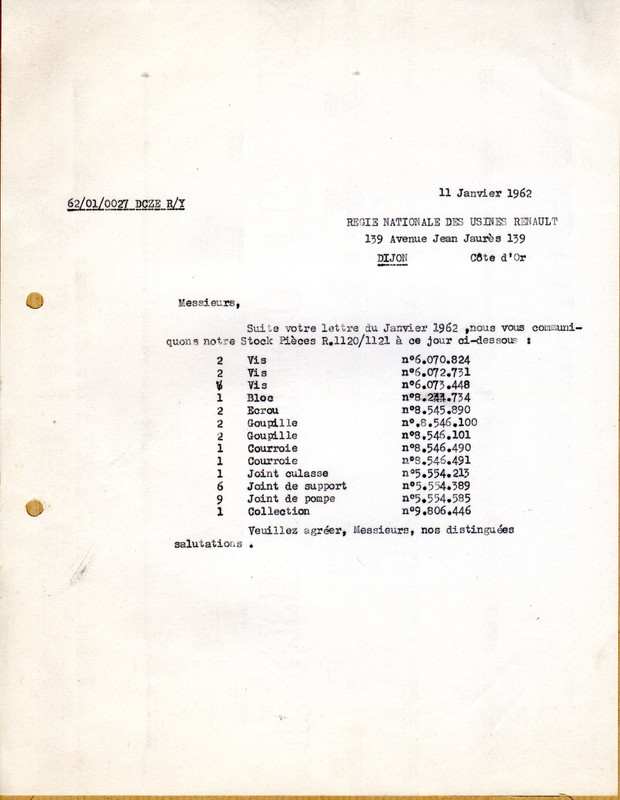 11 Janvier 1962
62/01/0027 DCZE R/Y
REGIE NATIONALE DES USINES RENAULT
139 Avenue Jean Jaurès 139
DIJON Côte d'Or
Messieurs,
Suite votre lettre du Janvier 1962 ,nous vous communi-
quons notre Stock Pièces R.1120/1121 à ce jour ci-dessous :
2 Vis n°6.070.824
2 Vis n°6.072.731
Vis n°6.073.448
1 Bloc
2 Ecrou n°8.545.890
2 Goupille n°.8.546.100
2 Goupille n°8.546.101
1 Courroie n°8.546.490
1 Courroie n°8.546.491
1 Joint culasse n°5.554.213
6 Joint de support n°5.554.389
9 Joint de pompe n°5.554.585
1 Collection n°9.806.446
Veuillez agréer, Messieurs, nos distinguées
salutations .